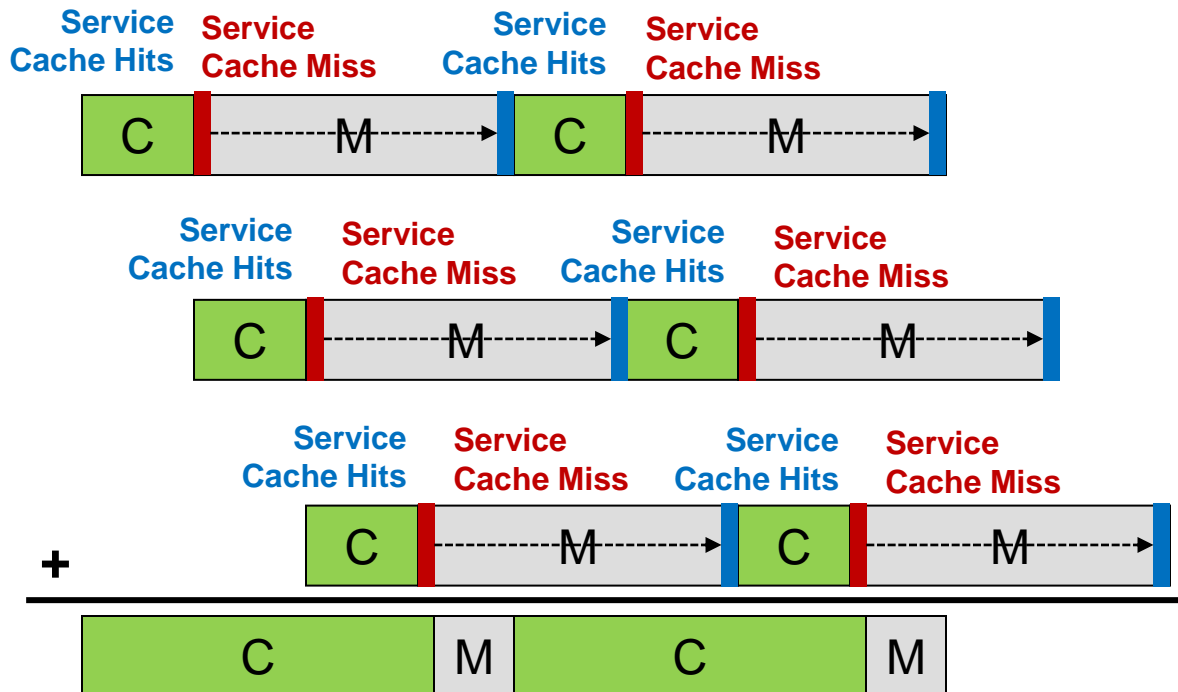 Service
Cache Hits
Service
Cache Miss
Service
Cache Hits
Service
Cache Miss
C
M
C
M
Service
Cache Hits
Service
Cache Miss
Service
Cache Hits
Service
Cache Miss
C
M
C
M
Service
Cache Hits
Service
Cache Miss
Service
Cache Hits
Service
Cache Miss
C
M
C
M
+
C
M
C
M